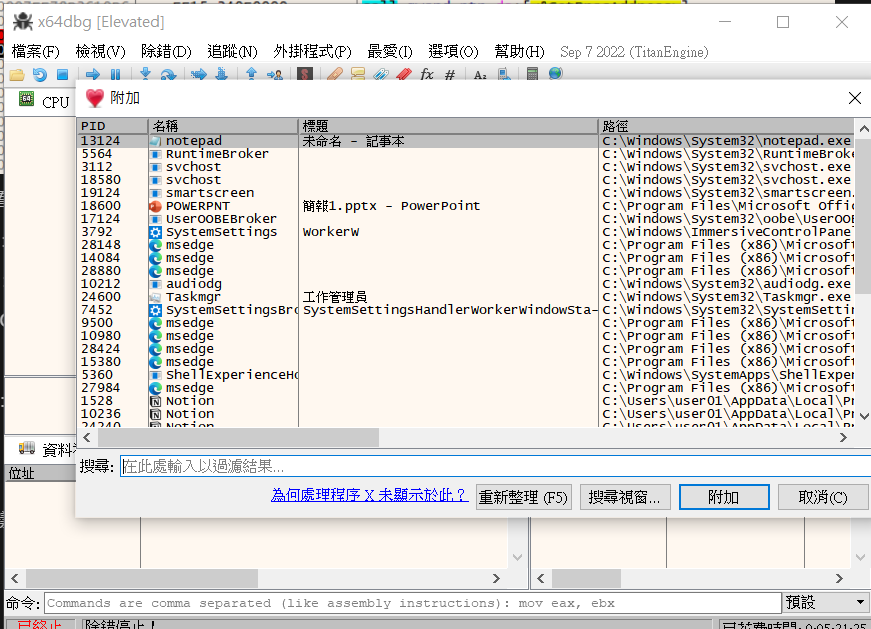 x64dbg [Elevated]
檔案(F) 檢視(V) 除錯(D) 追蹤(N) 外掛程式(P) 最愛(I) 選項(O) 幫助(H) Sep 7 2022 (TitanEngine)
CPU
附加
PID 名稱 標題 路徑
13124 notepad 未命名 - 記事本 C:\Windows\System32\notepad.exe
5564 RuntimeBroker C:\Windows\System32\RuntimeBroke
3112 svchost C:\Windows\System32\svchost.exe
18580 svchost C:\Windows\System32\svchost.exe
19124 smartscreen C:\Windows\System32\smartscreen.
18600 POWERPNT 簡報1.pptx - PowerPoint C:\Program Files\Microsoft Offic
17124 UserOOBEBroker C:\Windows\System32\oobe\UserOOB
3792 SystemSettings WorkerW C:\Windows\ImmersiveControlPane
28148 msedge C:\Program Files (x86)\Microsoft
14084 msedge C:\Program Files (x86)\Microsoft
28880 msedge C:\Program Files (x86)\Microsoft
10212 audiodg C:\Windows\System32\audiodg.exe
24600 Taskmgr 工作管理員 C:\Windows\System32\Taskmgr.exe
7452 SystemSettingsBro SystemSettingsHandlerWorkerWindowSta- C:\Windows\System32\SystemSettin
9500 msedge C:\Program Files (x86)\Microsoft
10980 msedge C:\Program Files (x86)\Microsoft
28424 msedge C:\Program Files (x86)\Microsoft
15380 msedge C:\Program Files (x86)\Microsoft
5360 ShellExperienceHo C:\Windows\SystemApps\ShellExper
27984 msedge C:\Program Files (x86)\Microsoft
1528 Notion C:\Users\user01\AppData\Local\Pr
10236 Notion C:\Users\user01\AppData\Local\Pr
24240 Notion C:\Users\user01\AppData\Local\Pr
資料
位址
搜尋: 在此處輸入以過濾結果...
為何處理程序 X 未顯示於此？ 重新整理 (F5) 搜尋視窗... 附加 取消(C)
命令: Commands are comma separated (like assembly instructions): mov eax, ebx 預設
已終止 除錯停止！ 已花費時間: 0:05:21:25